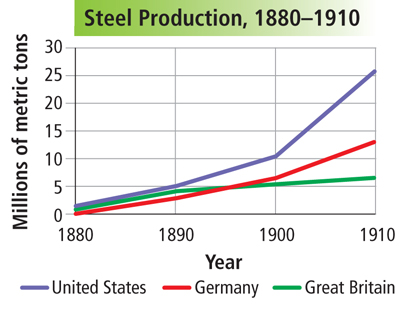 Steel Production, 1880–1910
Millions of metric tons
30
25
20
15
10
5
0
1880 1890 1900 1910
Year
United States Germany Great Britain